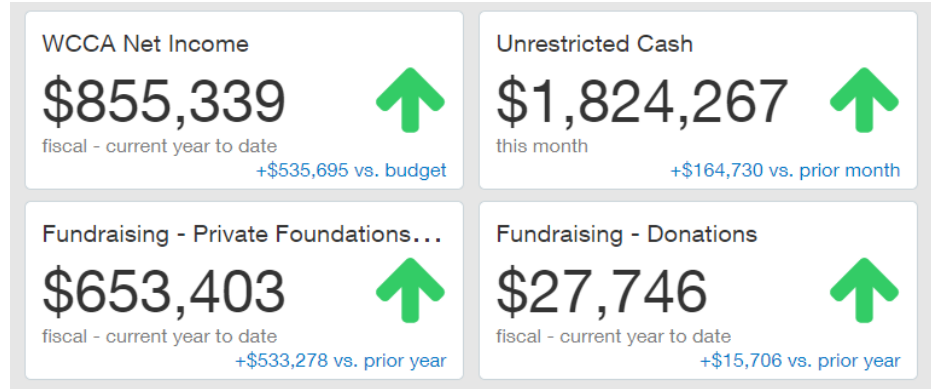 WCCA Net Income
$855,339
fiscal - current year to date
+$535,695 vs. budget
Unrestricted Cash
$1,824,267
this month
+$164,730 vs. prior month
Fundraising - Private Foundations...
$653,403
fiscal - current year to date
+$533,278 vs. prior year
Fundraising - Donations
$27,746
fiscal - current year to date
+$15,706 vs. prior year